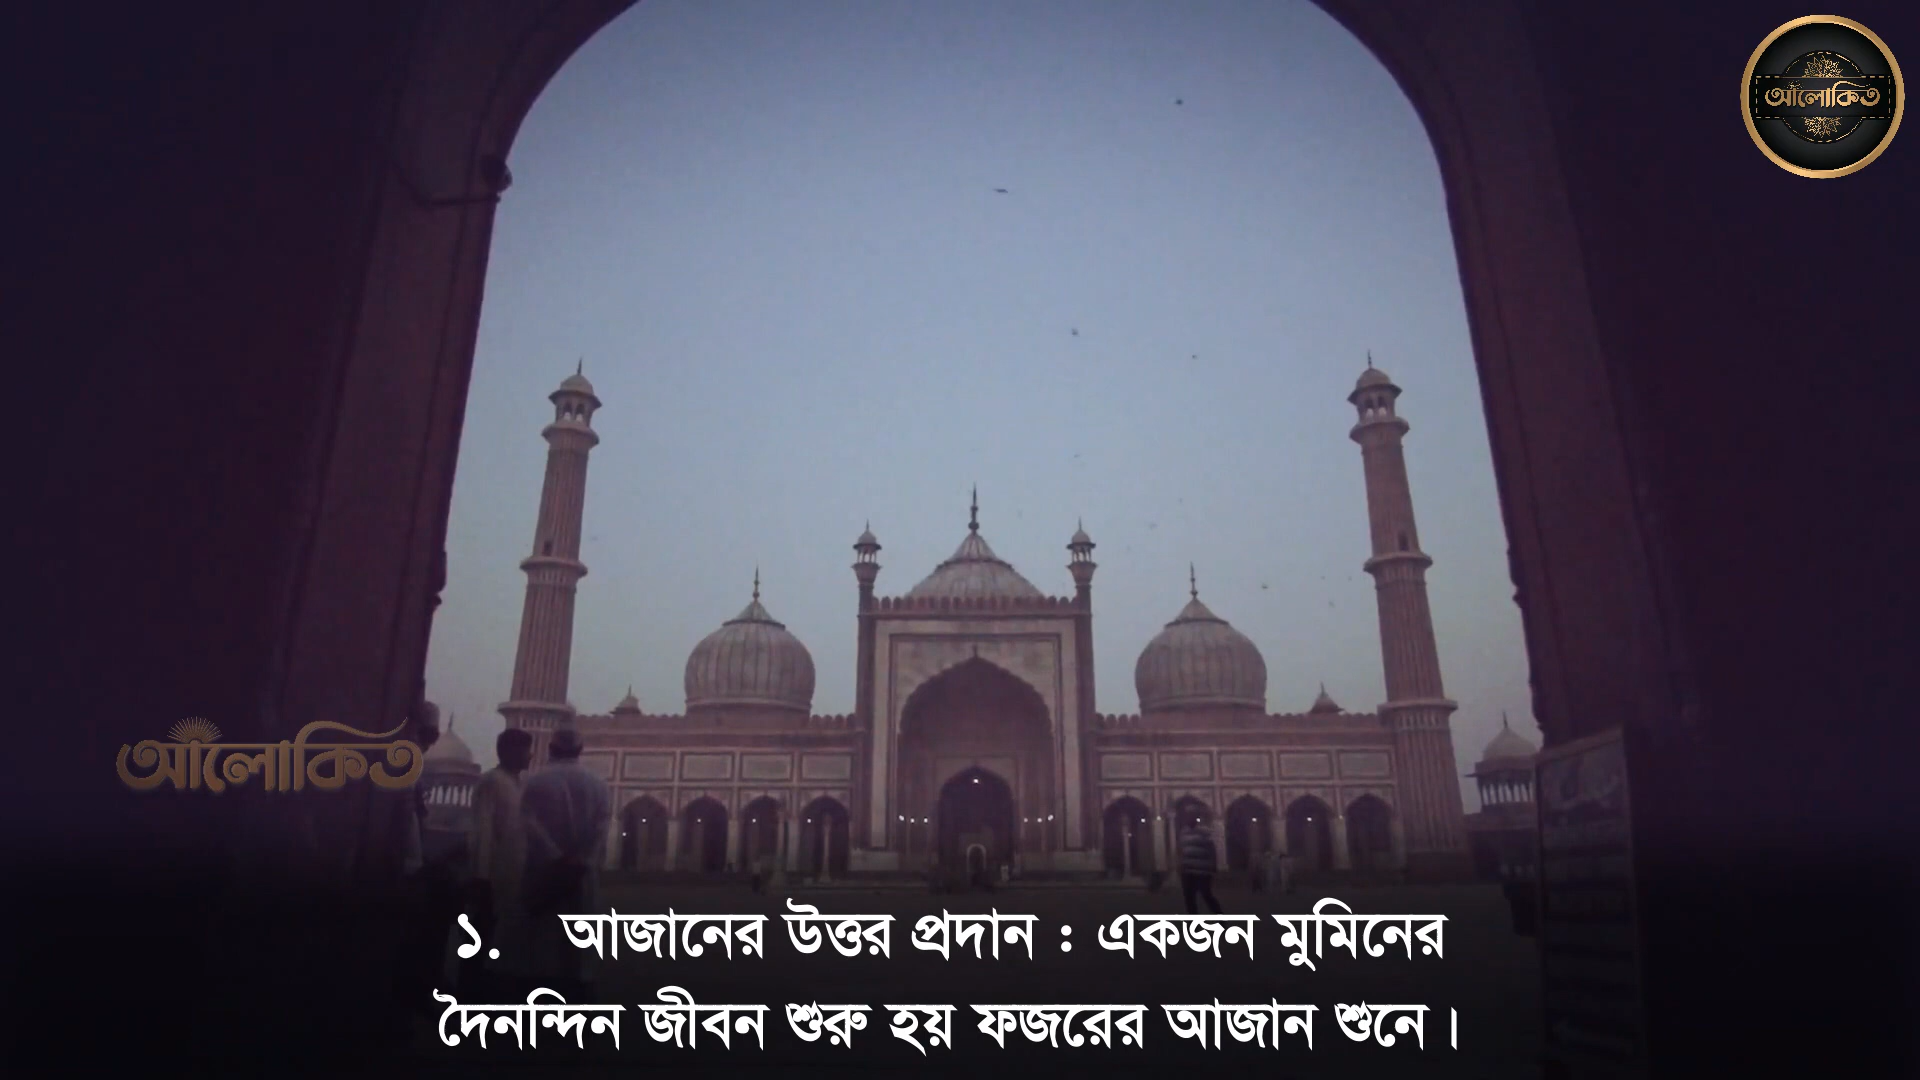 আলোকিত
আলোকিত
১. আজানের উত্তর প্রদান : একজন মুমিনের
দৈনন্দিন জীবন শুরু হয় ফজরের আজান শুনে।